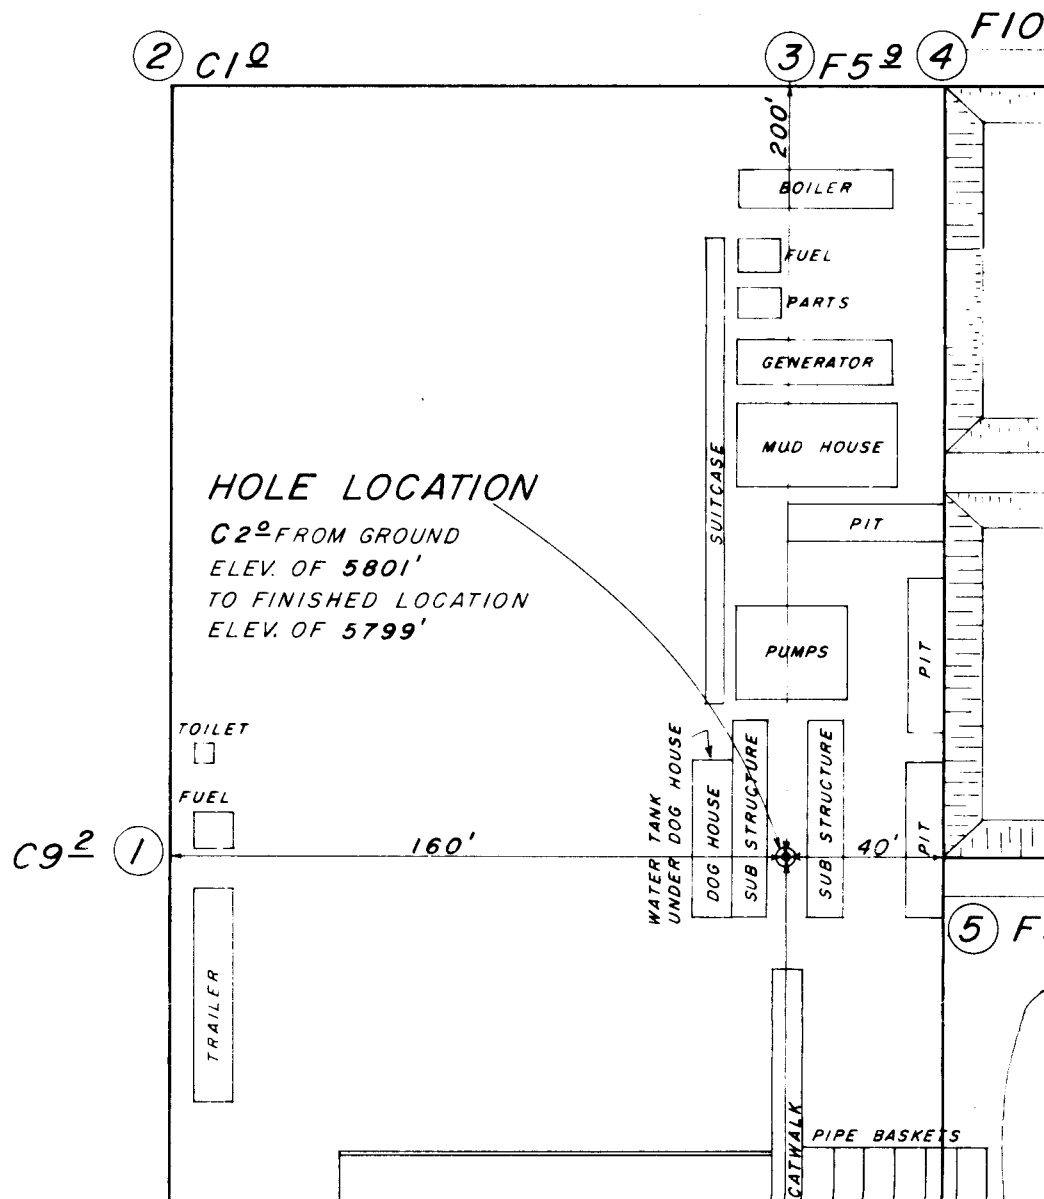 F10
② C1º
③ F5⁹
④
200'
BOILER
FUEL
PARTS
GENERATOR
MUD HOUSE
SUITCASE
PIT
HOLE LOCATION
C2º FROM GROUND
ELEV. OF 5801'
TO FINISHED LOCATION
ELEV. OF 5799'
PUMPS
PIT
TOILET
FUEL
WATER TANK
UNDER DOG HOUSE
DOG HOUSE
SUB STRUCTURE
SUB STRUCTURE
PIT
C9² ①
160'
40'
⑤ F
TRAILER
CATWALK
PIPE BASKETS